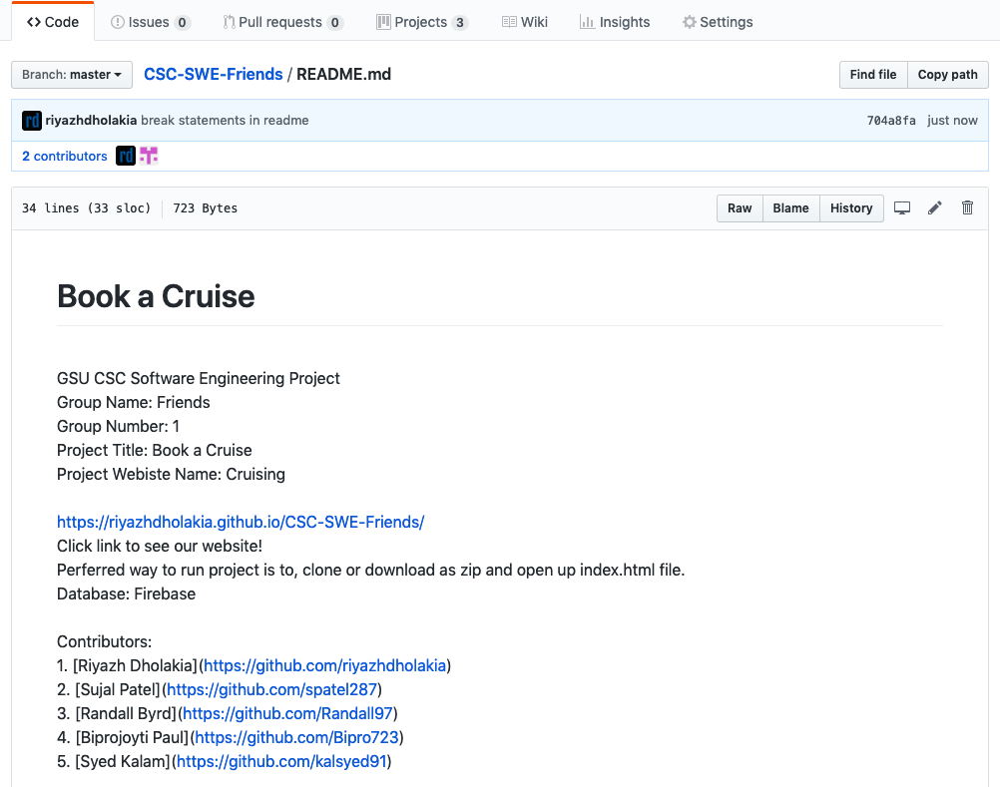 Code Issues 0 Pull requests 0 Projects 3 Wiki Insights Settings
Branch: master CSC-SWE-Friends / README.md Find file Copy path
rd riyazhdholakia break statements in readme 704a8fa just now
2 contributors rd
34 lines (33 sloc) 723 Bytes Raw Blame History
Book a Cruise
GSU CSC Software Engineering Project
Group Name: Friends
Group Number: 1
Project Title: Book a Cruise
Project Webiste Name: Cruising
https://riyazhdholakia.github.io/CSC-SWE-Friends/
Click link to see our website!
Perferred way to run project is to, clone or download as zip and open up index.html file.
Database: Firebase
Contributors:
1. [Riyazh Dholakia](https://github.com/riyazhdholakia)
2. [Sujal Patel](https://github.com/spatel287)
3. [Randall Byrd](https://github.com/Randall97)
4. [Biprojoyti Paul](https://github.com/Bipro723)
5. [Syed Kalam](https://github.com/kalsyed91)